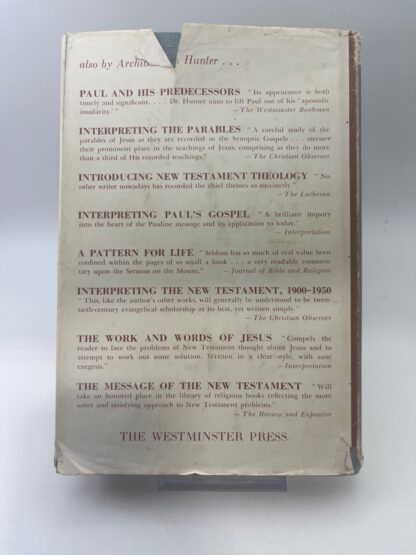 also by Archiba Hunter . . .
PAUL AND HIS PREDECESSORS "Its appearance is both
timely and significant. . . . Dr. Hunter aims to lift Paul out of his 'apostolic
insularity.'" — The Westminster Bookman
INTERPRETING THE PARABLES "A careful study of the
parables of Jesus as they are recorded in the Synoptic Gospels . . . stresses
their prominent place in the teachings of Jesus, comprising as they do more
than a third of His recorded teachings." — The Christian Observer
INTRODUCING NEW TESTAMENT THEOLOGY "No
other writer nowadays has recorded the chief themes so succinctly."
— The Lutheran
INTERPRETING PAUL'S GOSPEL "A brilliant inquiry
into the heart of the Pauline message and its application to today."
— Interpretation
A PATTERN FOR LIFE "Seldom has so much of real value been
confined within the pages of so small a book . . . a very readable commen-
tary upon the Sermon on the Mount." — Journal of Bible and Religion
INTERPRETING THE NEW TESTAMENT, 1900-1950
"This, like the author's other works, will generally be understood to be twen-
tieth-century evangelical scholarship at its best, yet written simply."
— The Christian Observer
THE WORK AND WORDS OF JESUS "Compels the
reader to face the problems of New Testament thought about Jesus and to
attempt to work out some solution. Written in a clear style, with sane
exegesis." — Interpretation
THE MESSAGE OF THE NEW TESTAMENT "Will
take an honored place in the library of religious books reflecting the more
sober and satisfying approach to New Testament problems."
— The Review and Expositor
THE WESTMINSTER PRESS